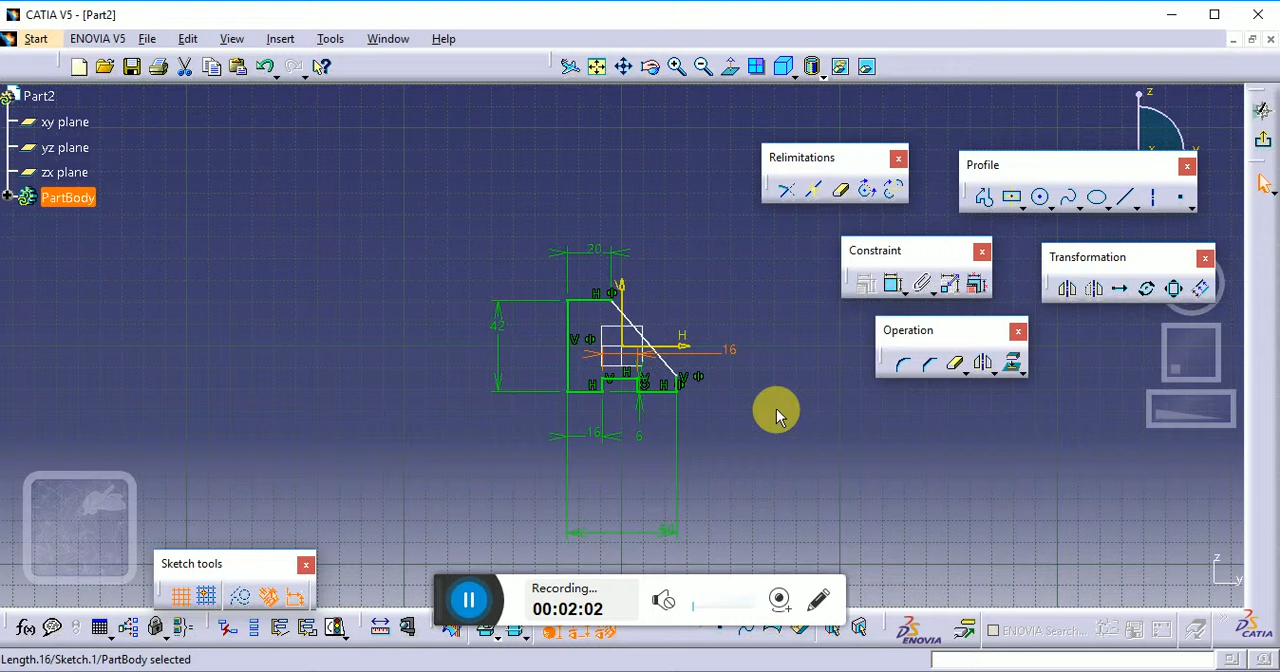 CATIA V5 - [Part2]
Start ENOVIA V5 File Edit View Insert Tools Window Help
Part2
xy plane
yz plane
zx plane
PartBody
z
Relimitations
Profile
Constraint
Transformation
Operation
20
H
V
42
H
16
V
H
V
H
H
V
16
6
Sketch tools
Recording...
00:02:02
z
y
f(x)
ENOVIA
ENOVIA Search...
CATIA
Length.16/Sketch.1/PartBody selected